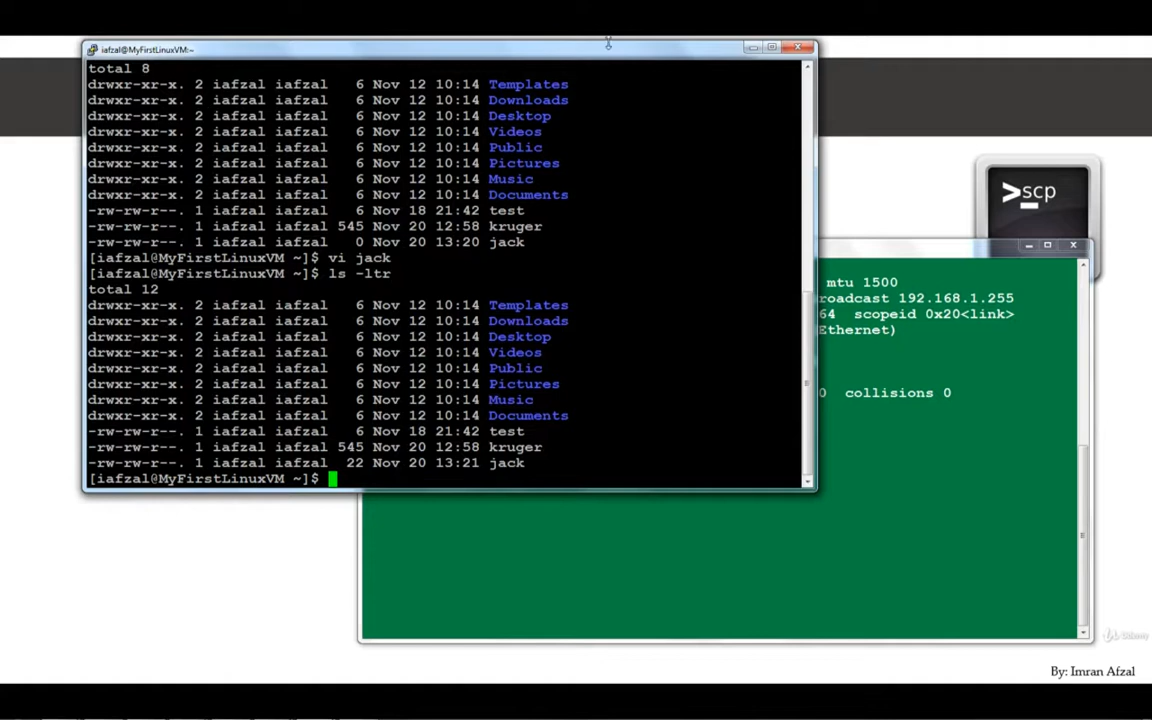 iafzal@MyFirstLinuxVM:~
total 8
drwxr-xr-x. 2 iafzal iafzal   6 Nov 12 10:14 Templates
drwxr-xr-x. 2 iafzal iafzal   6 Nov 12 10:14 Downloads
drwxr-xr-x. 2 iafzal iafzal   6 Nov 12 10:14 Desktop
drwxr-xr-x. 2 iafzal iafzal   6 Nov 12 10:14 Videos
drwxr-xr-x. 2 iafzal iafzal   6 Nov 12 10:14 Public
drwxr-xr-x. 2 iafzal iafzal   6 Nov 12 10:14 Pictures
drwxr-xr-x. 2 iafzal iafzal   6 Nov 12 10:14 Music
drwxr-xr-x. 2 iafzal iafzal   6 Nov 12 10:14 Documents
-rw-rw-r--. 1 iafzal iafzal   6 Nov 18 21:42 test
-rw-rw-r--. 1 iafzal iafzal 545 Nov 20 12:58 kruger
-rw-rw-r--. 1 iafzal iafzal   0 Nov 20 13:20 jack
[iafzal@MyFirstLinuxVM ~]$ vi jack
[iafzal@MyFirstLinuxVM ~]$ ls -ltr
total 12
drwxr-xr-x. 2 iafzal iafzal   6 Nov 12 10:14 Templates
drwxr-xr-x. 2 iafzal iafzal   6 Nov 12 10:14 Downloads
drwxr-xr-x. 2 iafzal iafzal   6 Nov 12 10:14 Desktop
drwxr-xr-x. 2 iafzal iafzal   6 Nov 12 10:14 Videos
drwxr-xr-x. 2 iafzal iafzal   6 Nov 12 10:14 Public
drwxr-xr-x. 2 iafzal iafzal   6 Nov 12 10:14 Pictures
drwxr-xr-x. 2 iafzal iafzal   6 Nov 12 10:14 Music
drwxr-xr-x. 2 iafzal iafzal   6 Nov 12 10:14 Documents
-rw-rw-r--. 1 iafzal iafzal   6 Nov 18 21:42 test
-rw-rw-r--. 1 iafzal iafzal 545 Nov 20 12:58 kruger
-rw-rw-r--. 1 iafzal iafzal  22 Nov 20 13:21 jack
[iafzal@MyFirstLinuxVM ~]$
>scp
mtu 1500
roadcast 192.168.1.255
64  scopeid 0x20<link>
Ethernet)
0  collisions 0
Udemy
By: Imran Afzal